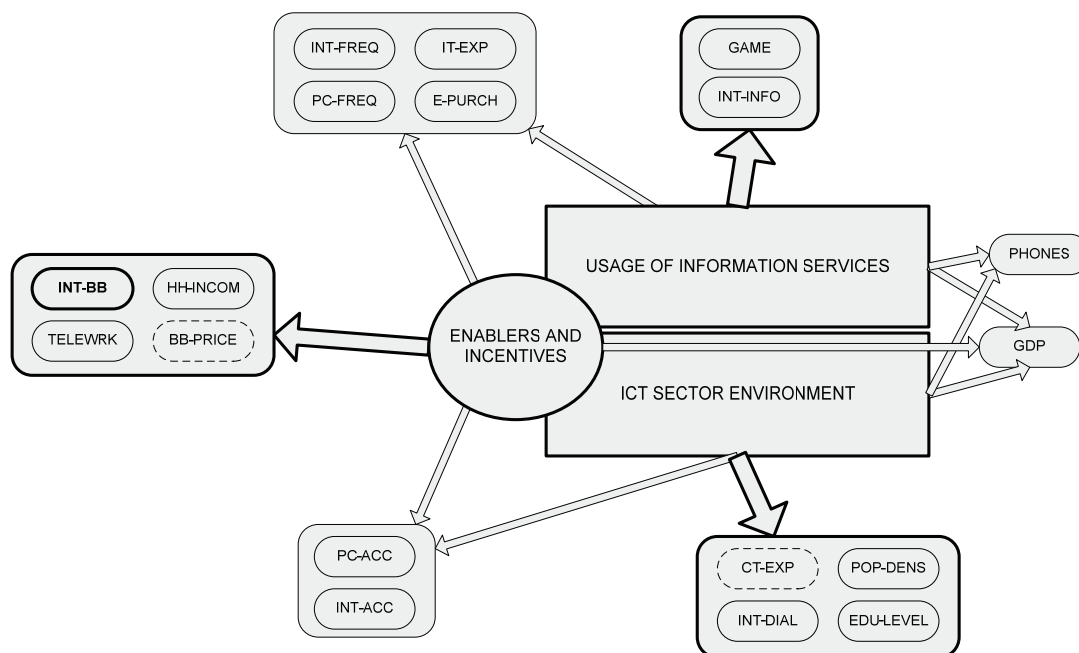 INT-FREQ
IT-EXP
PC-FREQ
E-PURCH
GAME
INT-INFO
INT-BB
HH-INCOM
TELEWRK
BB-PRICE
ENABLERS AND
INCENTIVES
USAGE OF INFORMATION SERVICES
ICT SECTOR ENVIRONMENT
PHONES
GDP
PC-ACC
INT-ACC
CT-EXP
POP-DENS
INT-DIAL
EDU-LEVEL